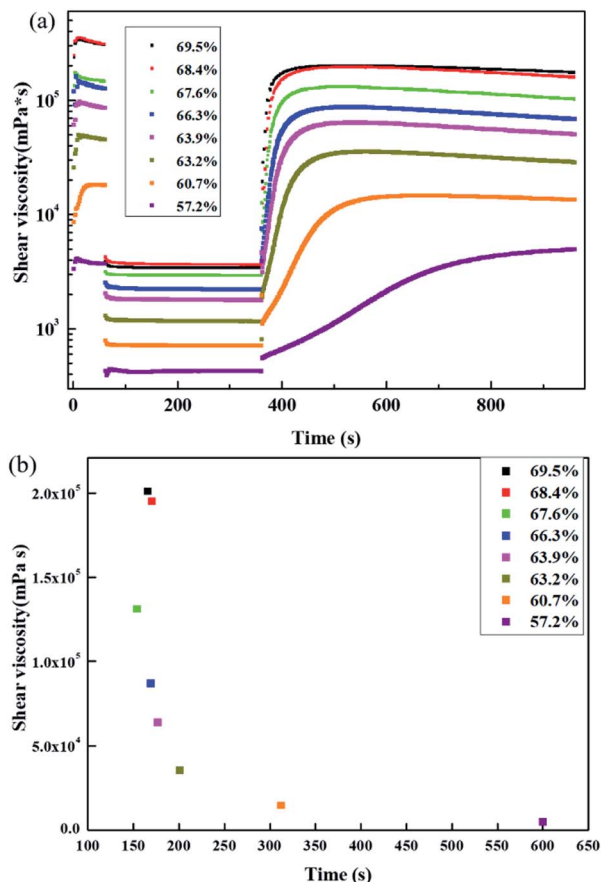 (a)
Shear viscosity(mPa*s)
10^5
10^4
10^3
69.5%
68.4%
67.6%
66.3%
63.9%
63.2%
60.7%
57.2%
0 200 400 600 800
Time (s)
(b)
Shear viscosity(mPa s)
2.0x10^5
1.5x10^5
1.0x10^5
5.0x10^4
0.0
69.5%
68.4%
67.6%
66.3%
63.9%
63.2%
60.7%
57.2%
100 150 200 250 300 350 400 450 500 550 600 650
Time (s)